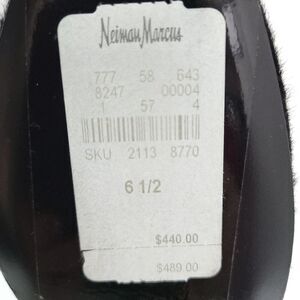 Neiman Marcus
777 58 643
8247 00004
1 57 4
SKU 2113 8770
6 1/2
$440.00
$489.00